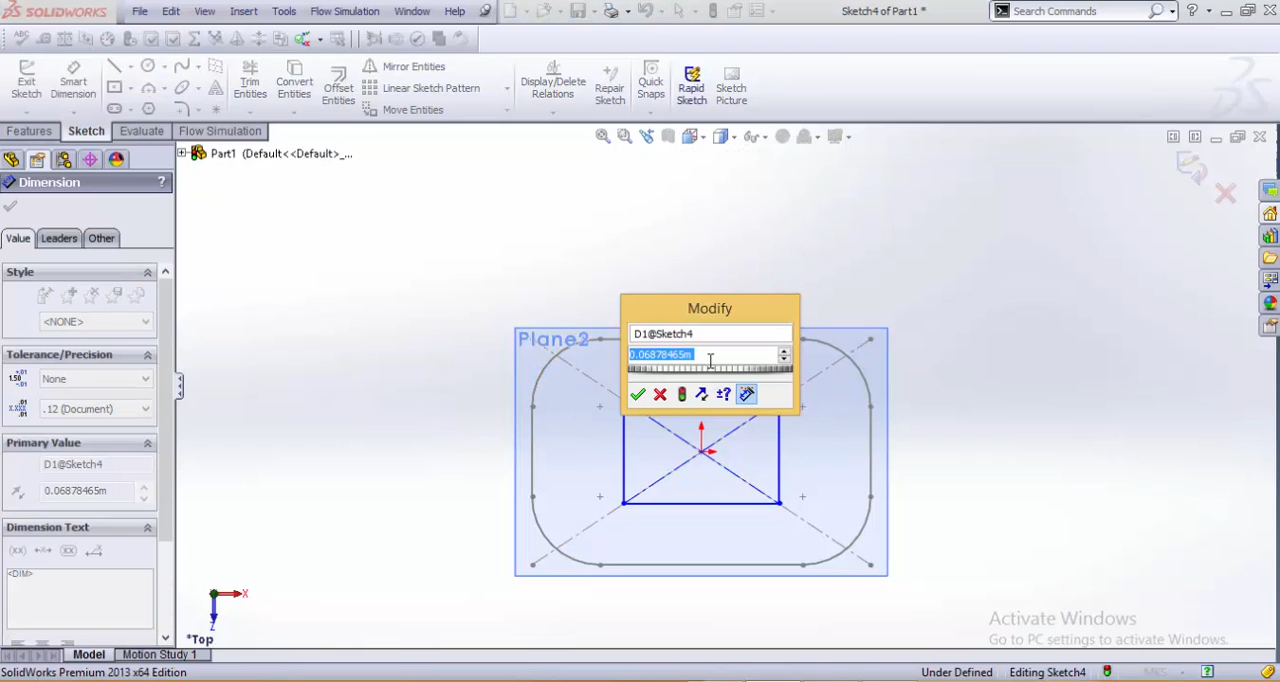 SOLIDWORKS File Edit View Insert Tools Flow Simulation Window Help Sketch4 of Part1 * Search Commands
Exit Sketch
Smart Dimension
Trim Entities
Convert Entities
Offset Entities
Mirror Entities
Linear Sketch Pattern
Move Entities
Display/Delete Relations
Repair Sketch
Quick Snaps
Rapid Sketch
Sketch Picture
Features Sketch Evaluate Flow Simulation
Part1 (Default<<Default>_...
Dimension ?
Value Leaders Other
Style
<NONE>
Tolerance/Precision
1.50
None
.12 (Document)
Primary Value
D1@Sketch4
0.06878465m
Dimension Text
<DIM>
Modify
D1@Sketch4
0.06878465m
Plane2
X
Z
*Top
Activate Windows
Go to PC settings to activate Windows.
Model Motion Study 1
SolidWorks Premium 2013 x64 Edition Under Defined Editing Sketch4 MKS